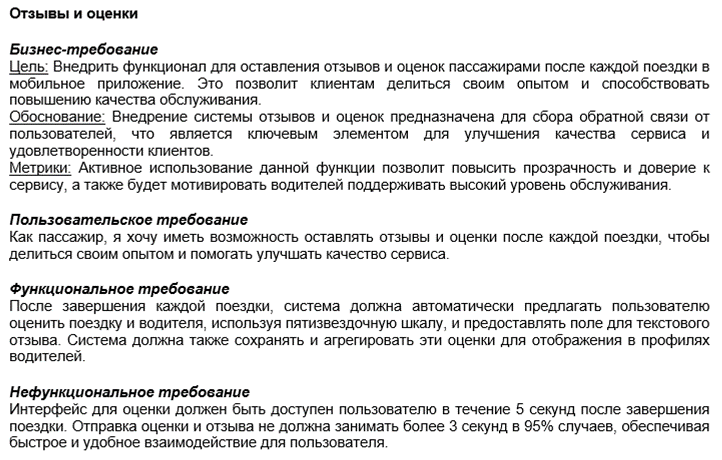 Отзывы и оценки
Бизнес-требование
Цель: Внедрить функционал для оставления отзывов и оценок пассажирами после каждой поездки в
мобильное приложение. Это позволит клиентам делиться своим опытом и способствовать
повышению качества обслуживания.
Обоснование: Внедрение системы отзывов и оценок предназначена для сбора обратной связи от
пользователей, что является ключевым элементом для улучшения качества сервиса и
удовлетворенности клиентов.
Метрики: Активное использование данной функции позволит повысить прозрачность и доверие к
сервису, а также будет мотивировать водителей поддерживать высокий уровень обслуживания.
Пользовательское требование
Как пассажир, я хочу иметь возможность оставлять отзывы и оценки после каждой поездки, чтобы
делиться своим опытом и помогать улучшать качество сервиса.
Функциональное требование
После завершения каждой поездки, система должна автоматически предлагать пользователю
оценить поездку и водителя, используя пятизвездочную шкалу, и предоставлять поле для текстового
отзыва. Система должна также сохранять и агрегировать эти оценки для отображения в профилях
водителей.
Нефункциональное требование
Интерфейс для оценки должен быть доступен пользователю в течение 5 секунд после завершения
поездки. Отправка оценки и отзыва не должна занимать более 3 секунд в 95% случаев, обеспечивая
быстрое и удобное взаимодействие для пользователя.